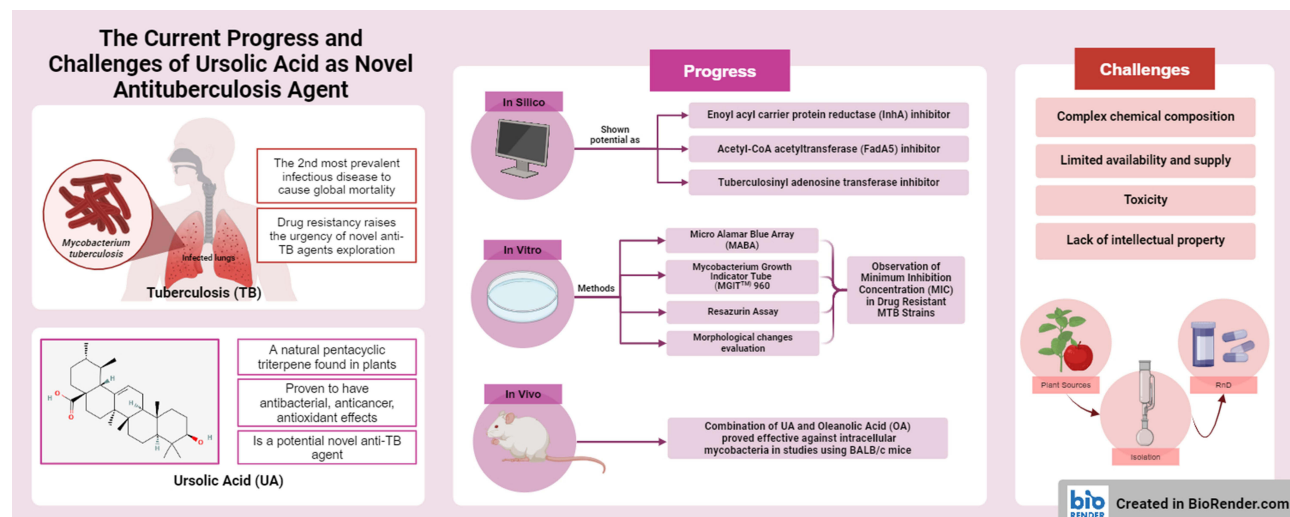 The Current Progress and
Challenges of Ursolic Acid as Novel
Antituberculosis Agent
Mycobacterium
tuberculosis
Infected lungs
The 2nd most prevalent
infectious disease to
cause global mortality
Drug resistancy raises
the urgency of novel anti-
TB agents exploration
Tuberculosis (TB)
H
H
O
O
H
O
H
H
A natural pentacyclic
triterpene found in plants
Proven to have
antibacterial, anticancer,
antioxidant effects
Is a potential novel anti-TB
agent
Ursolic Acid (UA)
Progress
In Silico
Shown
potential as
Enoyl acyl carrier protein reductase (InhA) inhibitor
Acetyl-CoA acetyltransferase (FadA5) inhibitor
Tuberculosinyl adenosine transferase inhibitor
In Vitro
Methods
Micro Alamar Blue Array
(MABA)
Mycobacterium Growth
Indicator Tube
(MGIT™) 960
Resazurin Assay
Morphological changes
evaluation
Observation of
Minimum Inhibition
Concentration (MIC)
in Drug Resistant
MTB Strains
In Vivo
Combination of UA and Oleanolic Acid (OA)
proved effective against intracellular
mycobacteria in studies using BALB/c mice
Challenges
Complex chemical composition
Limited availability and supply
Toxicity
Lack of intellectual property
Plant Sources
Isolation
RnD
bio
RENDER
Created in BioRender.com